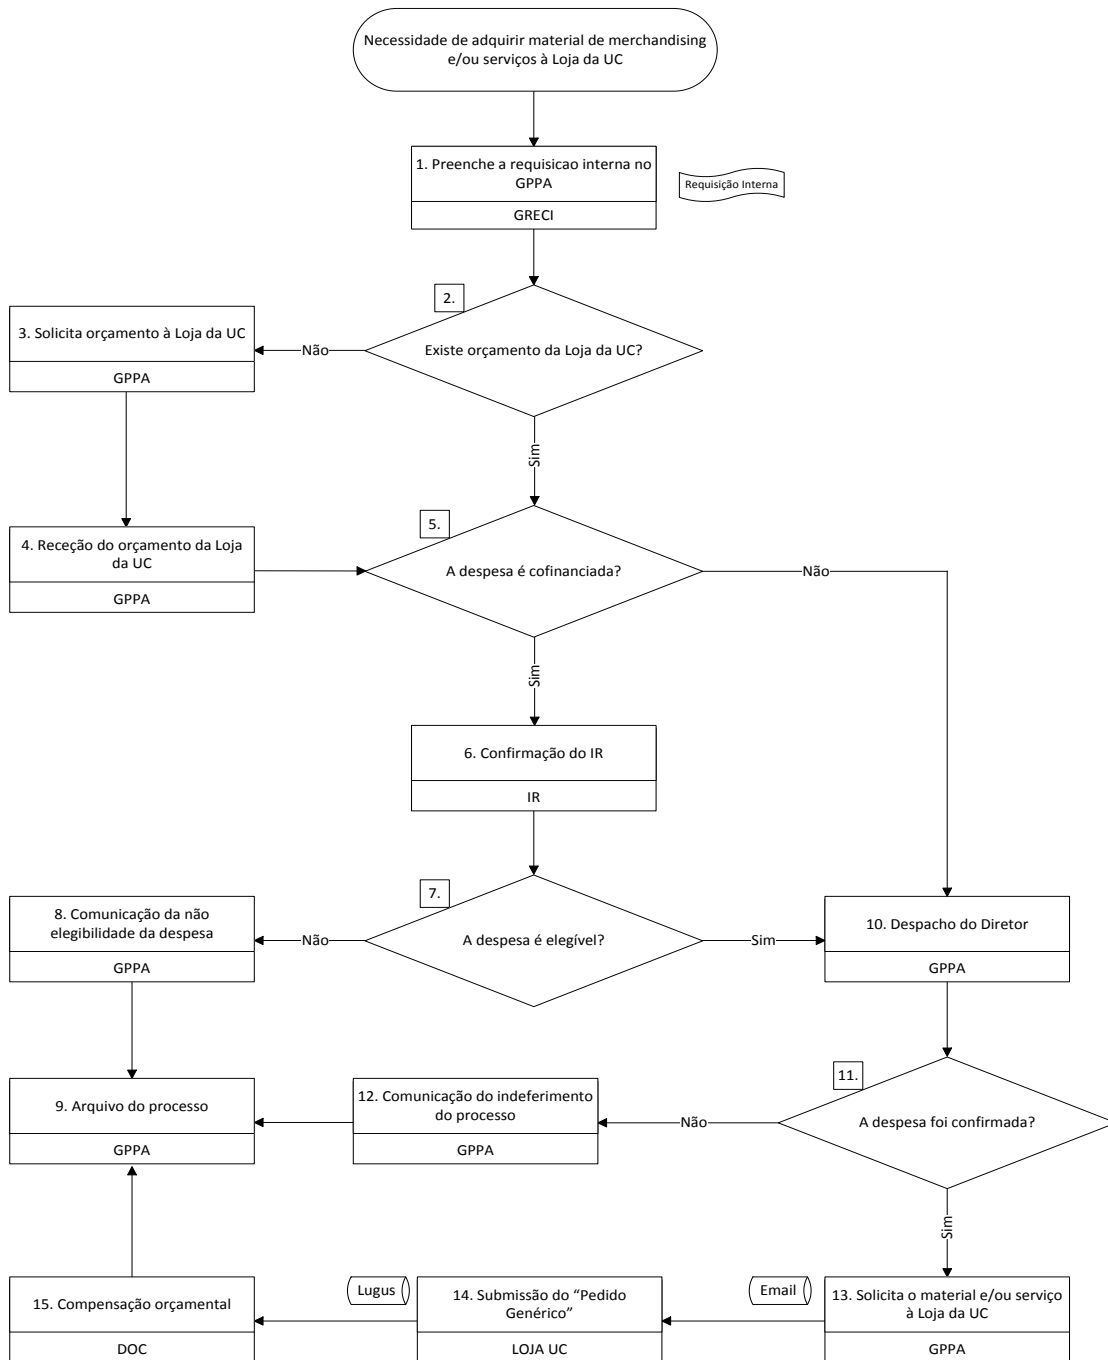 Necessidade de adquirir material de merchandising
e/ou serviços à Loja da UC
1. Preenche a requisicao interna no
GPPA
GRECI
Requisição Interna
2.
Existe orçamento da Loja da UC?
Não
3. Solicita orçamento à Loja da UC
GPPA
Sim
4. Receção do orçamento da Loja
da UC
GPPA
5.
A despesa é cofinanciada?
Não
Sim
6. Confirmação do IR
IR
7.
A despesa é elegível?
Não
Sim
8. Comunicação da não
elegibilidade da despesa
GPPA
10. Despacho do Diretor
GPPA
9. Arquivo do processo
GPPA
12. Comunicação do indeferimento
do processo
GPPA
Não
11.
A despesa foi confirmada?
Sim
15. Compensação orçamental
DOC
Lugus
14. Submissão do “Pedido
Genérico”
LOJA UC
Email
13. Solicita o material e/ou serviço
à Loja da UC
GPPA